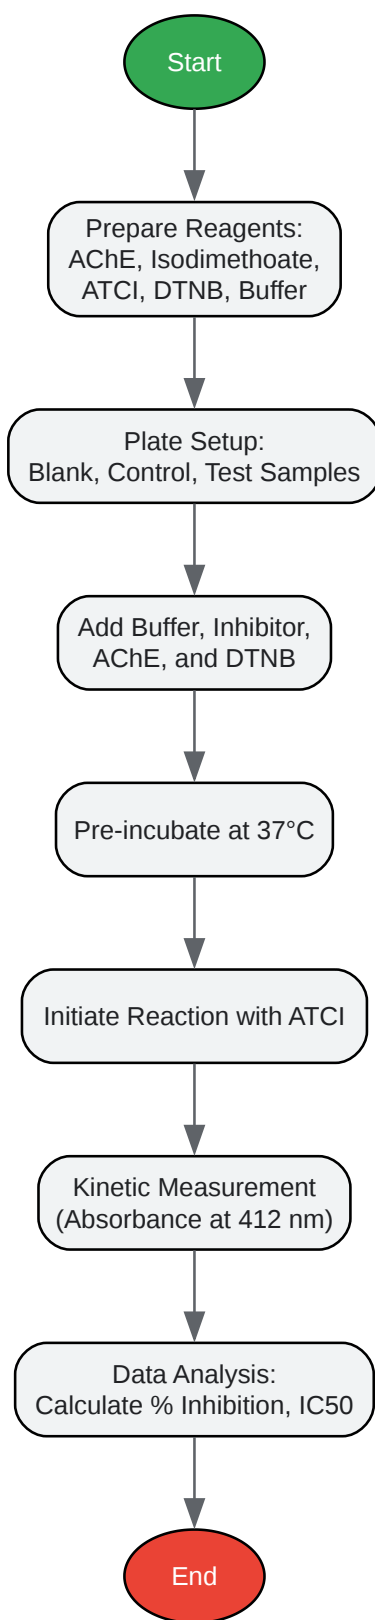 Start
Prepare Reagents:
AChE, Isodimethoate,
ATCI, DTNB, Buffer
Plate Setup:
Blank, Control, Test Samples
Add Buffer, Inhibitor,
AChE, and DTNB
Pre-incubate at 37°C
Initiate Reaction with ATCI
Kinetic Measurement
(Absorbance at 412 nm)
Data Analysis:
Calculate % Inhibition, IC50
End